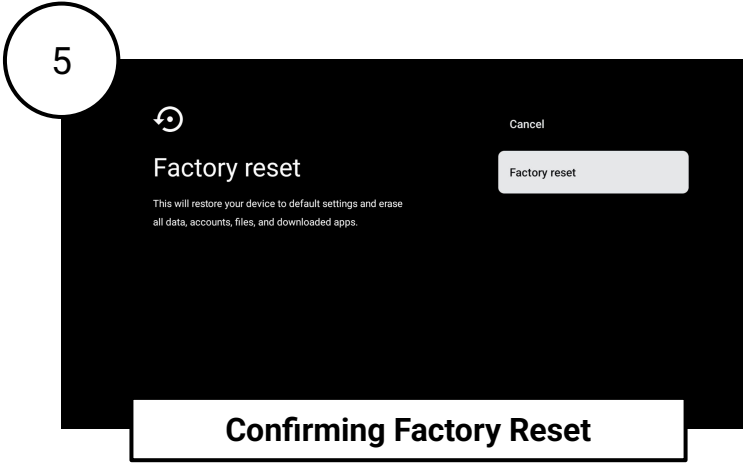 5
Factory reset
This will restore your device to default settings and erase
all data, accounts, files, and downloaded apps.
Cancel
Factory reset
Confirming Factory Reset